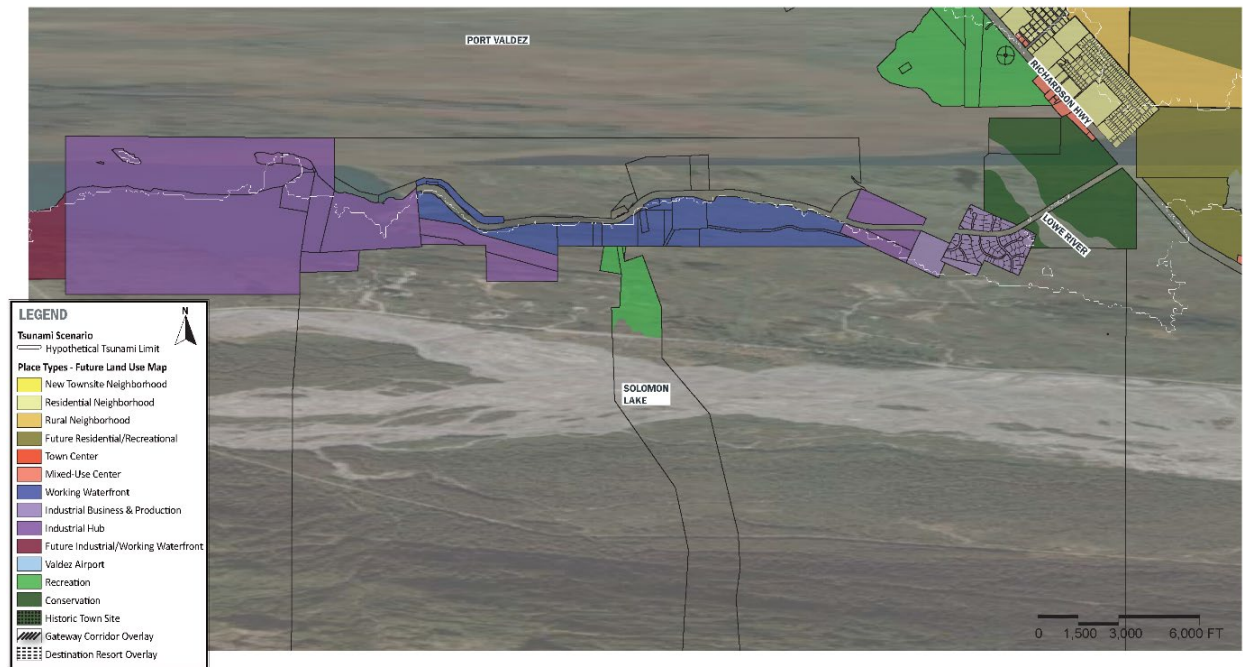 PORT VALDEZ
RICHARDSON HWY
LOWE RIVER
SOLOMON
LAKE
LEGEND
N
Tsunami Scenario
Hypothetical Tsunami Limit
Place Types - Future Land Use Map
New Townsite Neighborhood
Residential Neighborhood
Rural Neighborhood
Future Residential/Recreational
Town Center
Mixed-Use Center
Working Waterfront
Industrial Business & Production
Industrial Hub
Future Industrial/Working Waterfront
Valdez Airport
Recreation
Conservation
Historic Town Site
Gateway Corridor Overlay
Destination Resort Overlay
0 1,500 3,000 6,000 FT